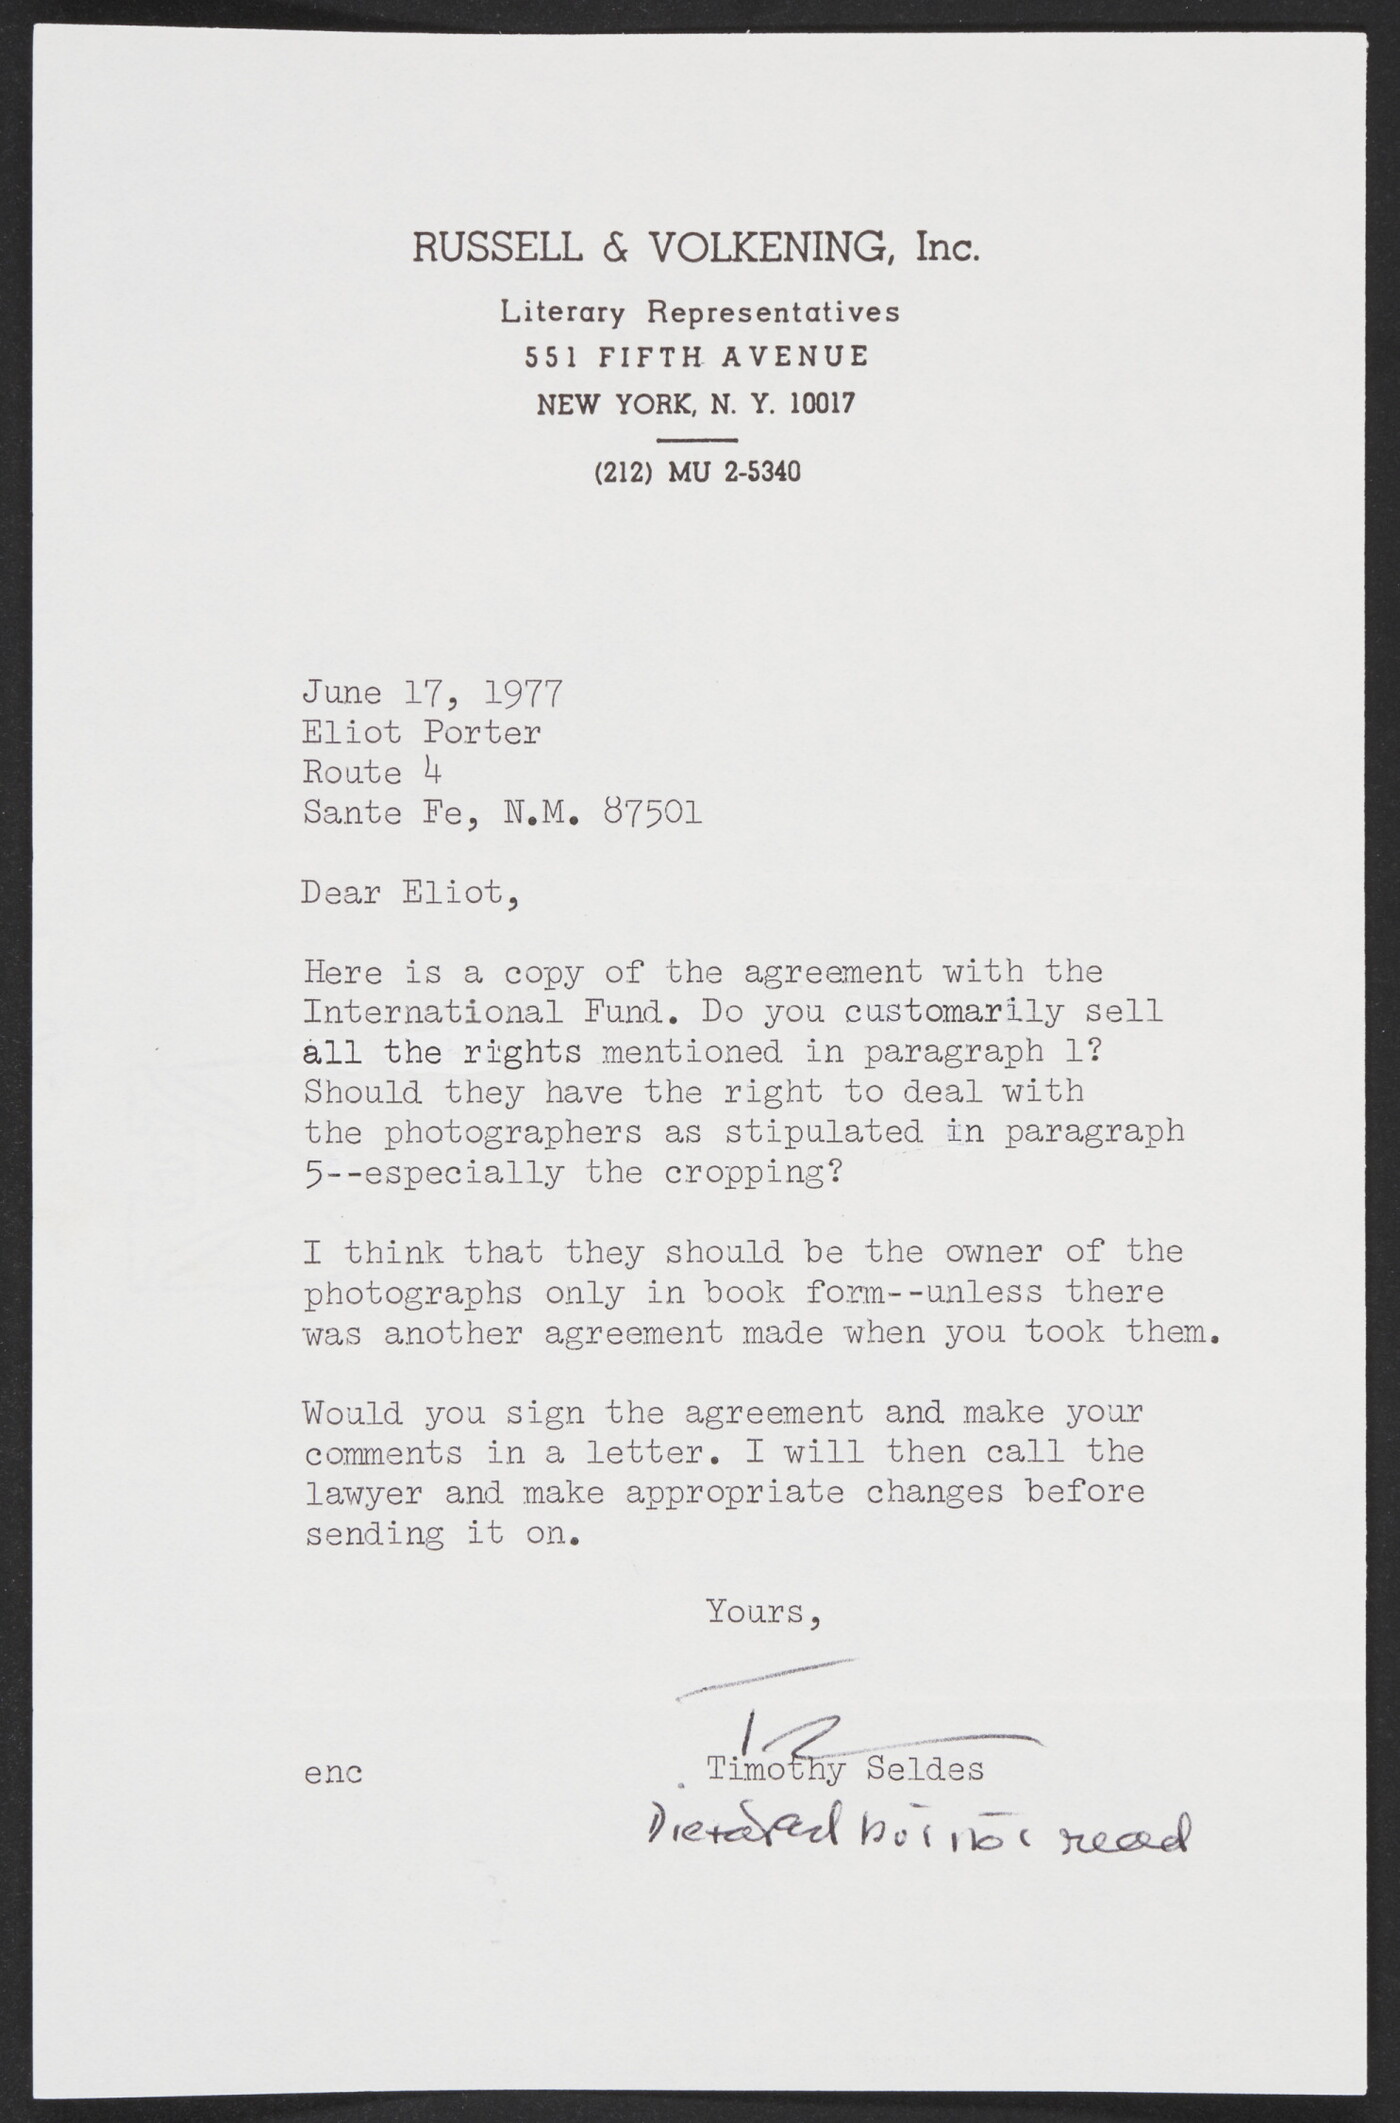 RUSSELL & VOLKENING, Inc.
Literary Representatives
551 FIFTH AVENUE
NEW YORK, N. Y. 10017
(212) MU 2-5340
June 17, 1977
Eliot Porter
Route 4
Sante Fe, N.M. 87501
Dear Eliot,
Here is a copy of the agreement with the
International Fund. Do you customarily sell
all the rights mentioned in paragraph 1?
Should they have the right to deal with
the photographers as stipulated in paragraph
5--especially the cropping?
I think that they should be the owner of the
photographs only in book form--unless there
was another agreement made when you took them.
Would you sign the agreement and make your
comments in a letter. I will then call the
lawyer and make appropriate changes before
sending it on.
Yours,
enc Timothy Seldes
Dictated but not read